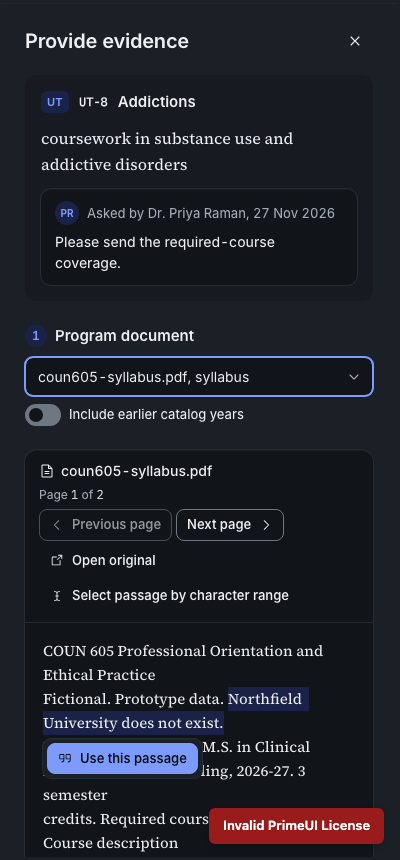 Provide evidence
UT UT-8 Addictions
coursework in substance use and
addictive disorders
PR Asked by Dr. Priya Raman, 27 Nov 2026
Please send the required-course
coverage.
1 Program document
coun605-syllabus.pdf, syllabus
Include earlier catalog years
coun605-syllabus.pdf
Page 1 of 2
Previous page Next page
Open original
Select passage by character range
COUN 605 Professional Orientation and
Ethical Practice
Fictional. Prototype data. Northfield
University does not exist.
M.S. in Clinical
Use this passage
2026-27. 3
semester
credits. Required
Invalid PrimeUI License
Course description